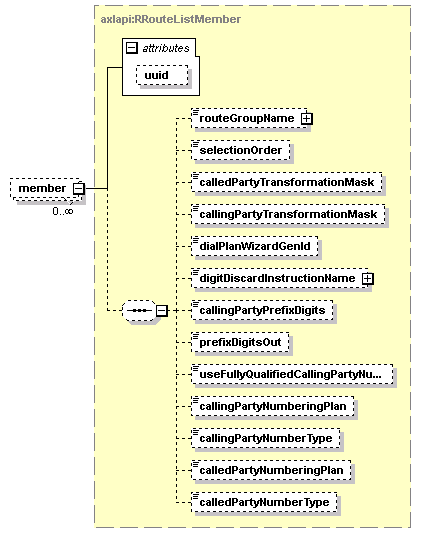 axlapi:RRouteListMember
attributes
uuid
routeGroupName
selectionOrder
calledPartyTransformationMask
member
callingPartyTransformationMask
0..∞
dialPlanWizardGenId
digitDiscardInstructionName
callingPartyPrefixDigits
prefixDigitsOut
useFullyQualifiedCallingPartyNu...
callingPartyNumberingPlan
callingPartyNumberType
calledPartyNumberingPlan
calledPartyNumberType